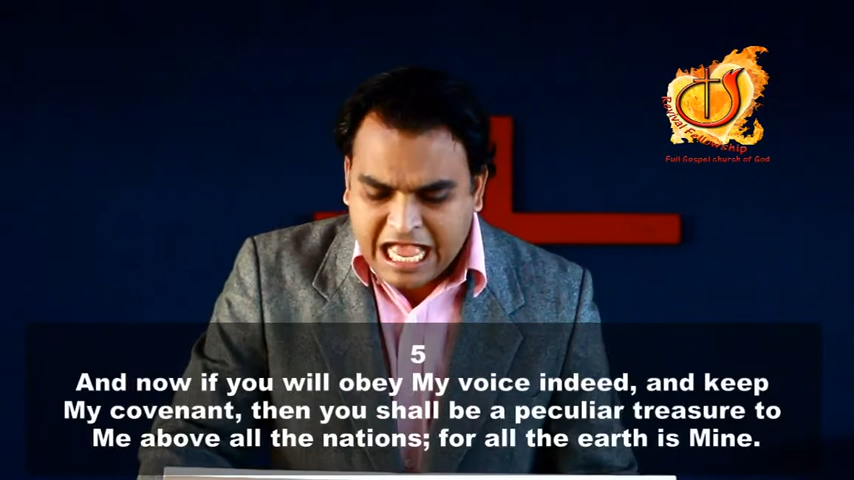 Revival Fellowship
Full Gospel church of God
5
And now if you will obey My voice indeed, and keep
My covenant, then you shall be a peculiar treasure to
Me above all the nations; for all the earth is Mine.